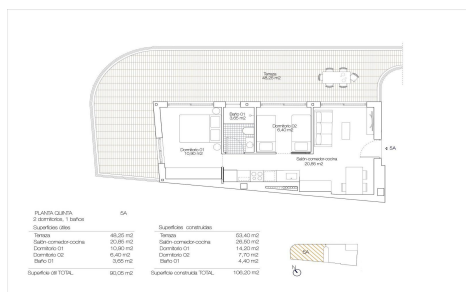 Terraza
48,25 m2
Baño 01
3,65 m2
Dormitorio 02
6,40 m2
Dormitorio 01
10,90 m2
Salón-comedor-cocina
20,85 m2
5A
PLANTA QUINTA 5A
2 dormitorios, 1 baños
Superficies útiles Superficies construidas
Terraza 48,25 m2 Terraza 53,40 m2
Salón-comedor-cocina 20,85 m2 Salón-comedor-cocina 26,50 m2
Dormitorio 01 10,90 m2 Dormitorio 01 14,20 m2
Dormitorio 02 6,40 m2 Dormitorio 02 7,70 m2
Baño 01 3,65 m2 Baño 01 4,40 m2
Superficie útil TOTAL 90,05 m2 Superficie construida TOTAL 106,20 m2
5A
N